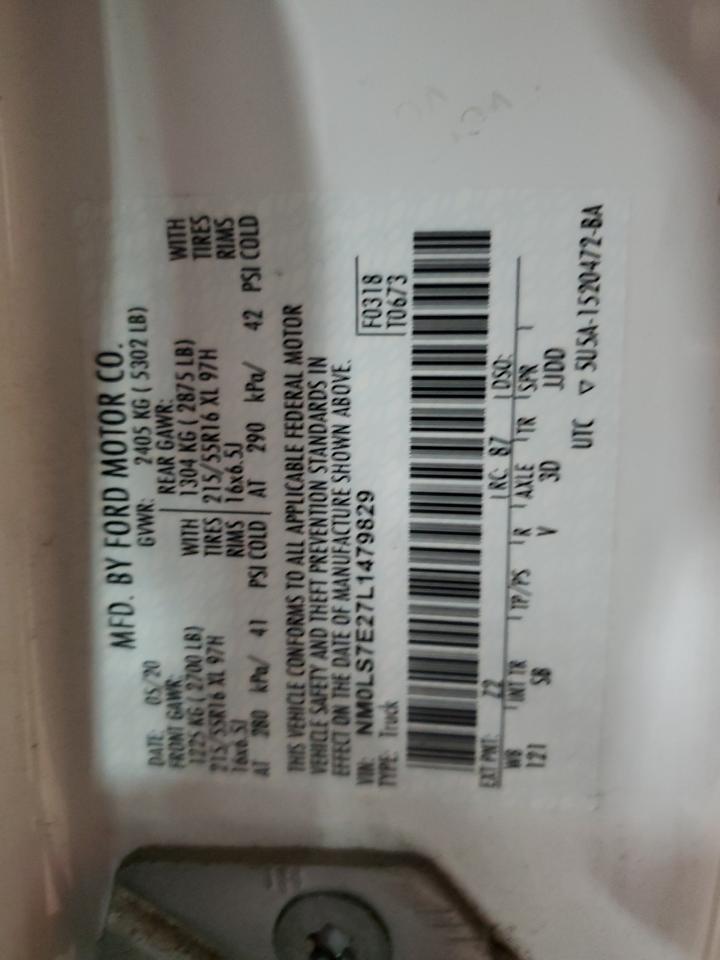 MFD. BY FORD MOTOR CO.
DATE: 05/20 GVWR: 2405 KG ( 5302 LB)
FRONT GAWR: REAR GAWR:
1225 KG ( 2700 LB) WITH 1304 KG ( 2875 LB) WITH
215/55R16 XL 97H TIRES 215/55R16 XL 97H TIRES
16x6.5J RIMS 16x6.5J RIMS
AT 280 kPa/ 41 PSI COLD AT 290 kPa/ 42 PSI COLD
THIS VEHICLE CONFORMS TO ALL APPLICABLE FEDERAL MOTOR
VEHICLE SAFETY AND THEFT PREVENTION STANDARDS IN
EFFECT ON THE DATE OF MANUFACTURE SHOWN ABOVE.
VIN: NM0LS7E27L1479829 F0318
TYPE: Truck T0673
EXT PNT: Z2 RC: 87 DSO:
WB INT TR TP/PS R AXLE TR SPR
121 SB V 3D JJDD
UTC ▽ 5U5A-1520472-BA